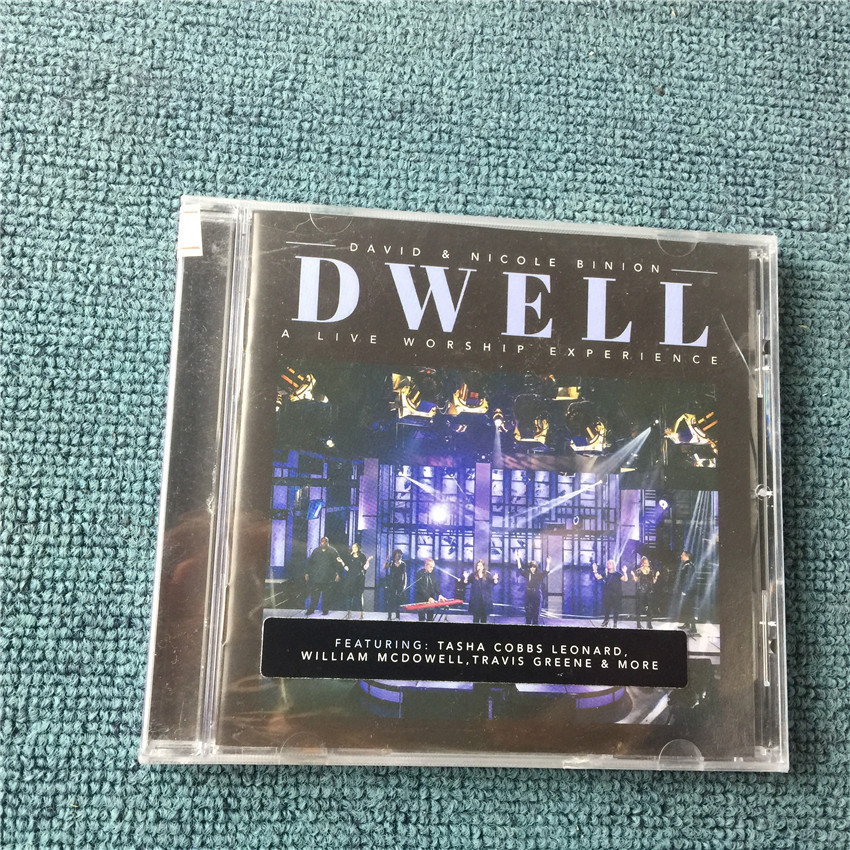 DAVID & NICOLE BINION
DWELL
A LIVE WORSHIP EXPERIENCE
FEATURING: TASHA COBBS LEONARD,
WILLIAM MCDOWELL, TRAVIS GREENE & MORE